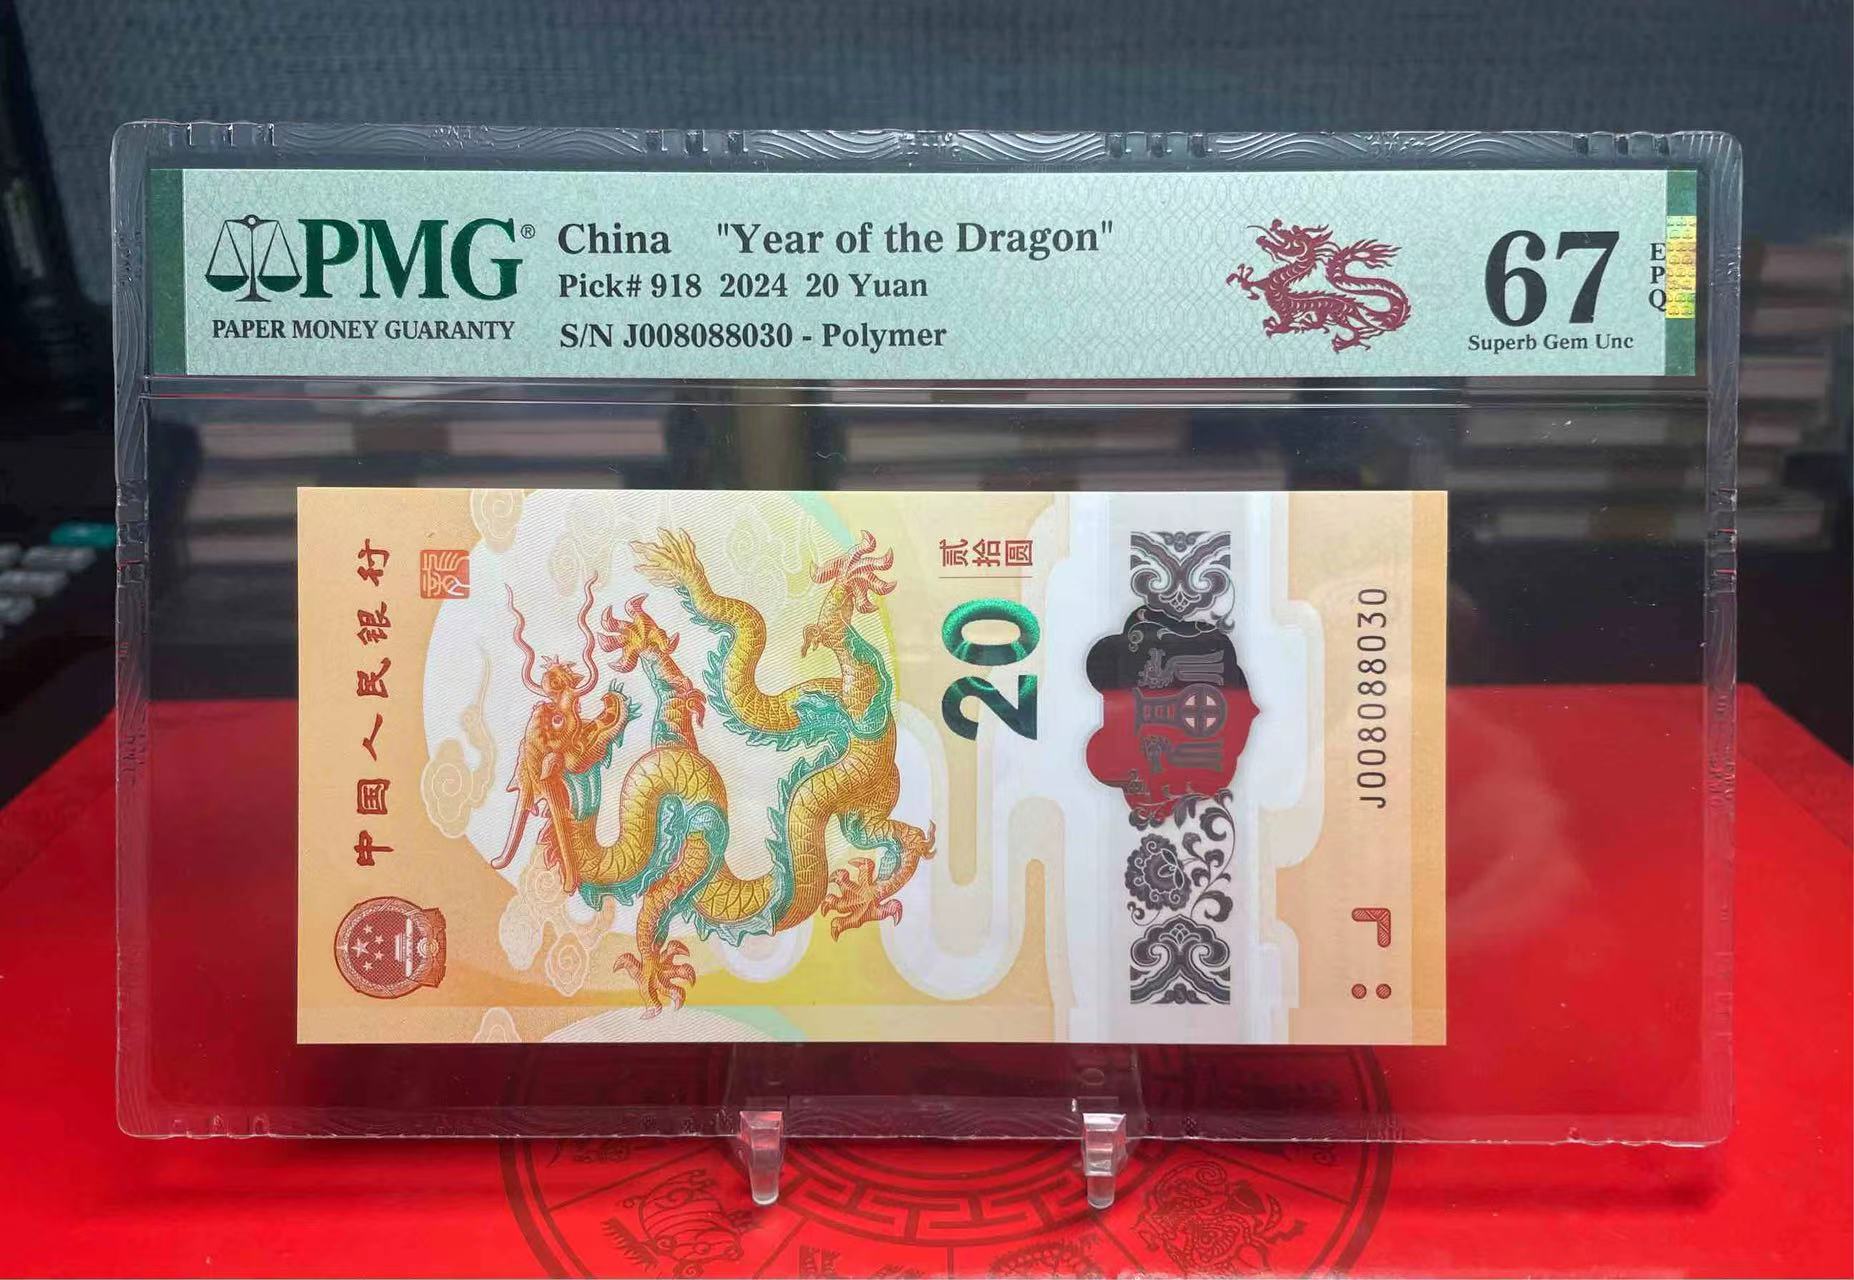 PMG®
PAPER MONEY GUARANTY
China "Year of the Dragon"
Pick# 918 2024 20 Yuan
S/N J008088030 - Polymer
67
EPQ
Superb Gem Unc
中国人民银行
贰拾圆
20
J008088030